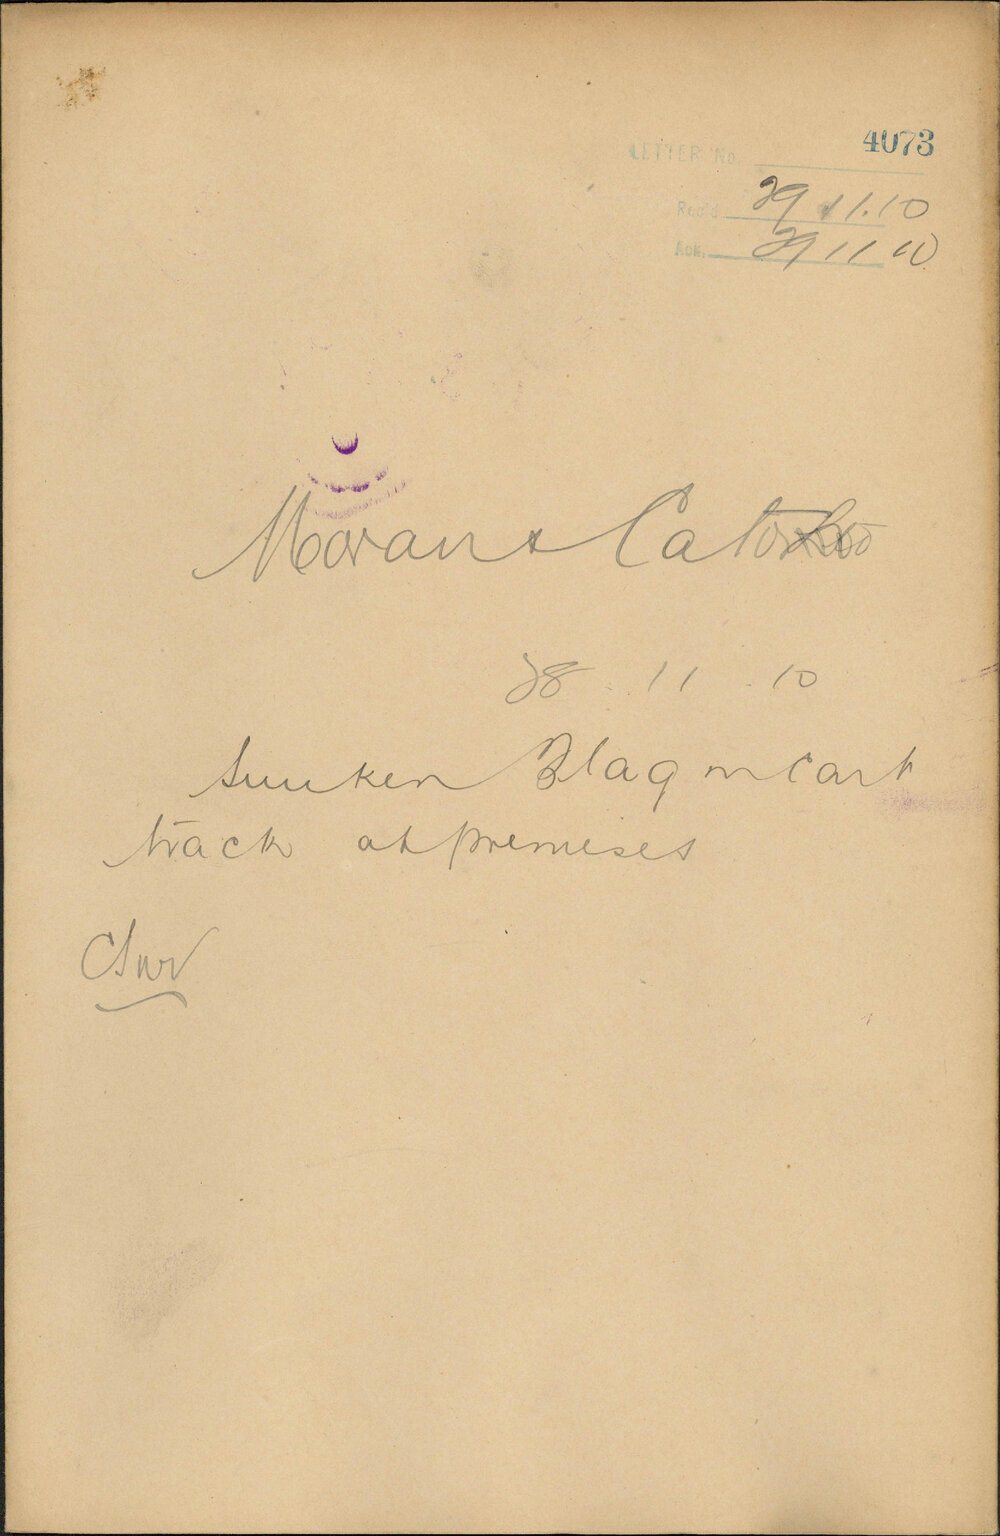 4073
LETTER No.
Rec'd 29 11.10
Ack. 29 11 10
Moran & Cato
28.11.10
Sunken Flag in Cart
track at premises